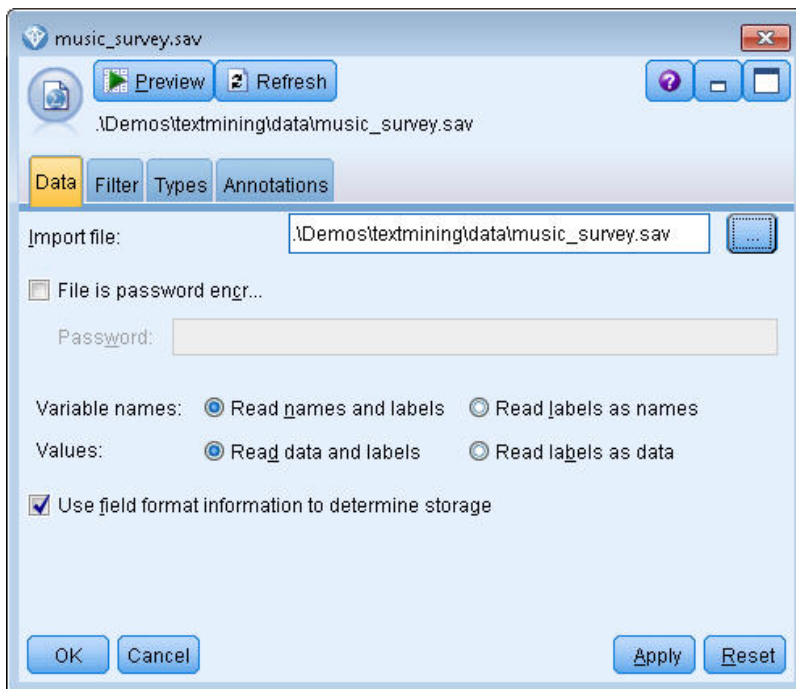 music_survey.sav
Preview Refresh
.\Demos\textmining\data\music_survey.sav
Data Filter Types Annotations
Import file: .\Demos\textmining\data\music_survey.sav ...
File is password encr...
Password:
Variable names: Read names and labels Read labels as names
Values: Read data and labels Read labels as data
Use field format information to determine storage
OK Cancel Apply Reset